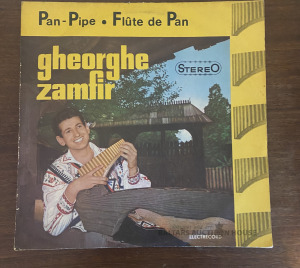 Pan-Pipe • Flûte de Pan
gheorghe
zamfir
STEREO
ELECTRECORD